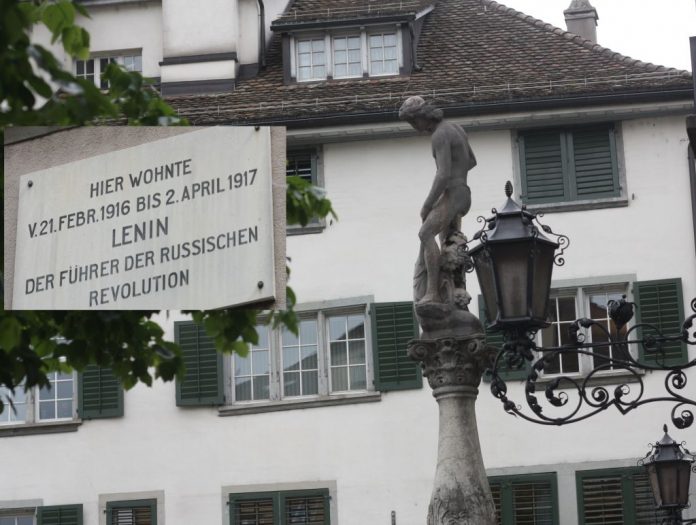 HIER WOHNTE
V. 21. FEBR. 1916 BIS 2. APRIL 1917
LENIN
DER FÜHRER DER RUSSISCHEN
REVOLUTION